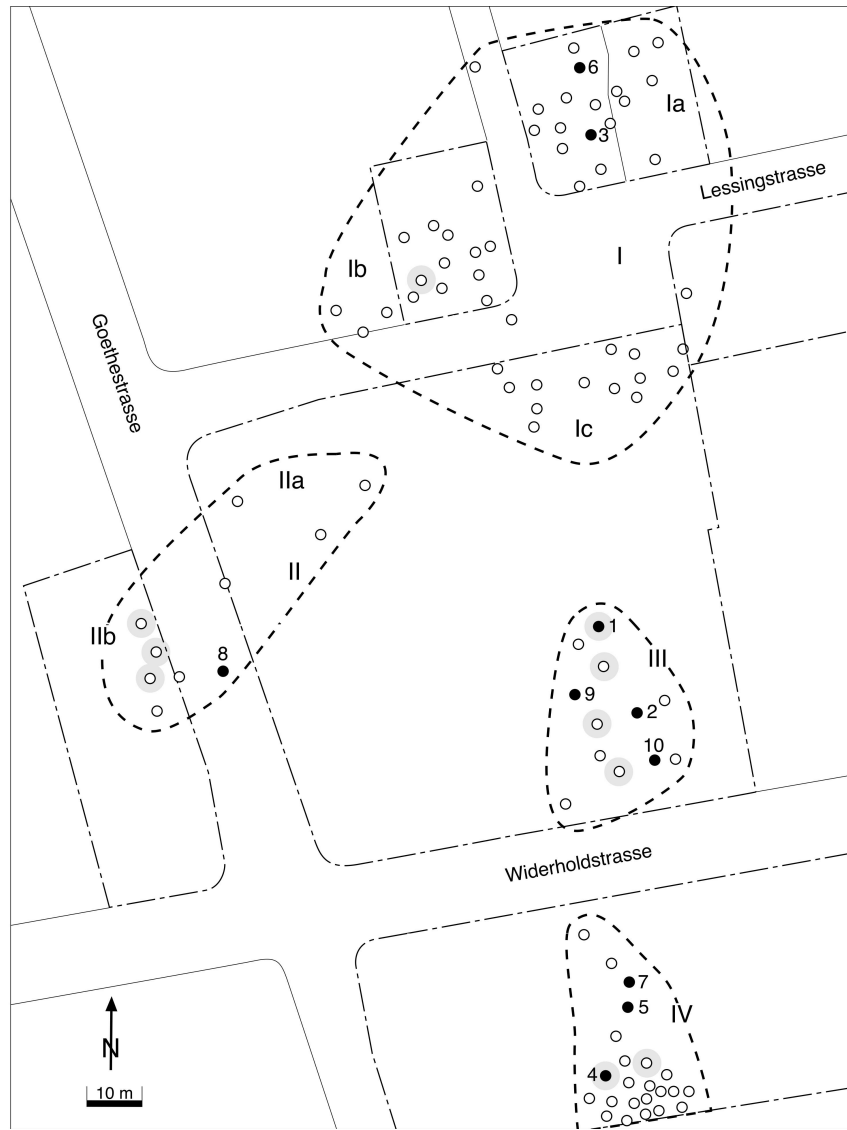 6
Ia
3
Lessingstrasse
Ib
I
Goethestrasse
Ic
IIa
II
IIb
8
1
III
9
2
10
Widerholdstrasse
7
5
IV
4
N
10 m